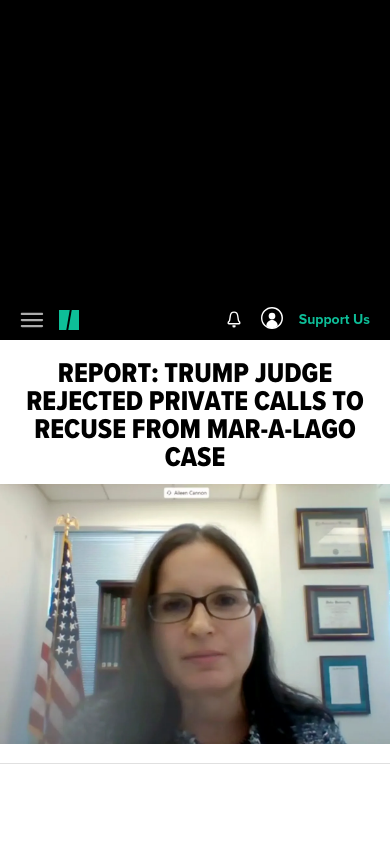 Support Us
REPORT: TRUMP JUDGE
REJECTED PRIVATE CALLS TO
RECUSE FROM MAR-A-LAGO
CASE
Aileen Cannon